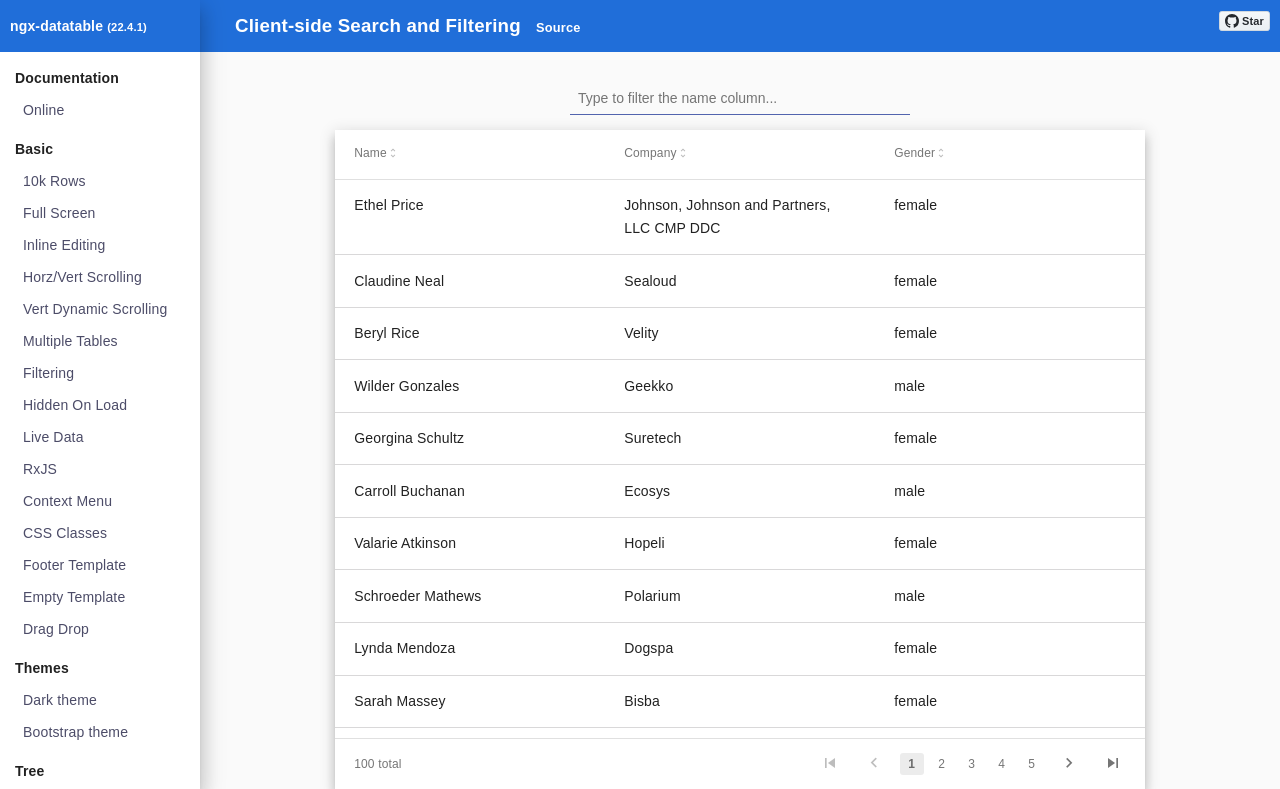 ngx-datatable (22.4.1)
Client-side Search and Filtering Source
Star
Documentation
Online
Basic
10k Rows
Full Screen
Inline Editing
Horz/Vert Scrolling
Vert Dynamic Scrolling
Multiple Tables
Filtering
Hidden On Load
Live Data
RxJS
Context Menu
CSS Classes
Footer Template
Empty Template
Drag Drop
Themes
Dark theme
Bootstrap theme
Tree
Type to filter the name column...
Name Company Gender
Ethel Price Johnson, Johnson and Partners, female
LLC CMP DDC
Claudine Neal Sealoud female
Beryl Rice Velity female
Wilder Gonzales Geekko male
Georgina Schultz Suretech female
Carroll Buchanan Ecosys male
Valarie Atkinson Hopeli female
Schroeder Mathews Polarium male
Lynda Mendoza Dogspa female
Sarah Massey Bisba female
100 total 1 2 3 4 5